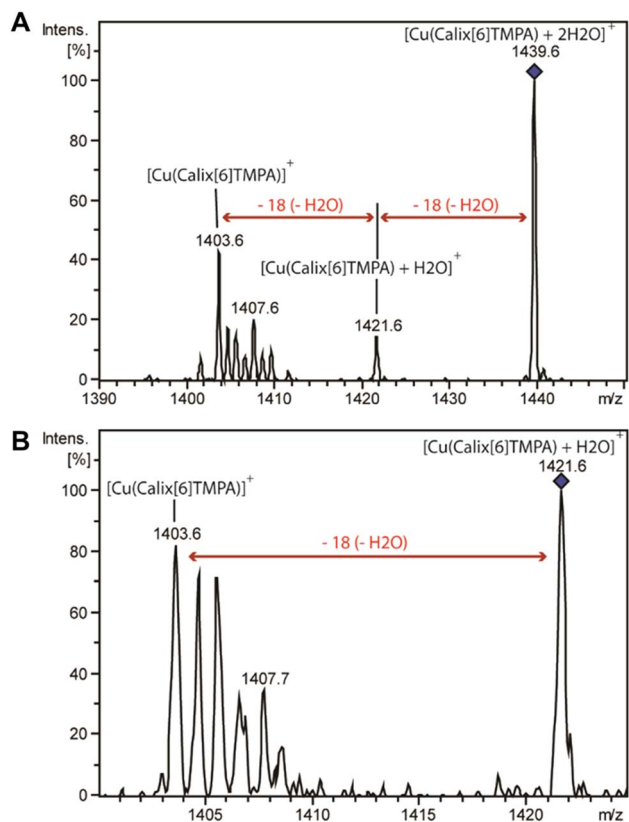 A
Intens.
[%]
[Cu(Calix[6]TMPA) + 2H2O]+
1439.6
100
80
[Cu(Calix[6]TMPA)]+
60
- 18 (- H2O)
- 18 (- H2O)
1403.6
[Cu(Calix[6]TMPA) + H2O]+
40
1407.6
1421.6
20
0
1390 1400 1410 1420 1430 1440 m/z
B
Intens.
[%]
[Cu(Calix[6]TMPA) + H2O]+
1421.6
[Cu(Calix[6]TMPA)]+
100
1403.6
- 18 (- H2O)
80
60
40
1407.7
20
0
1405 1410 1415 1420 m/z